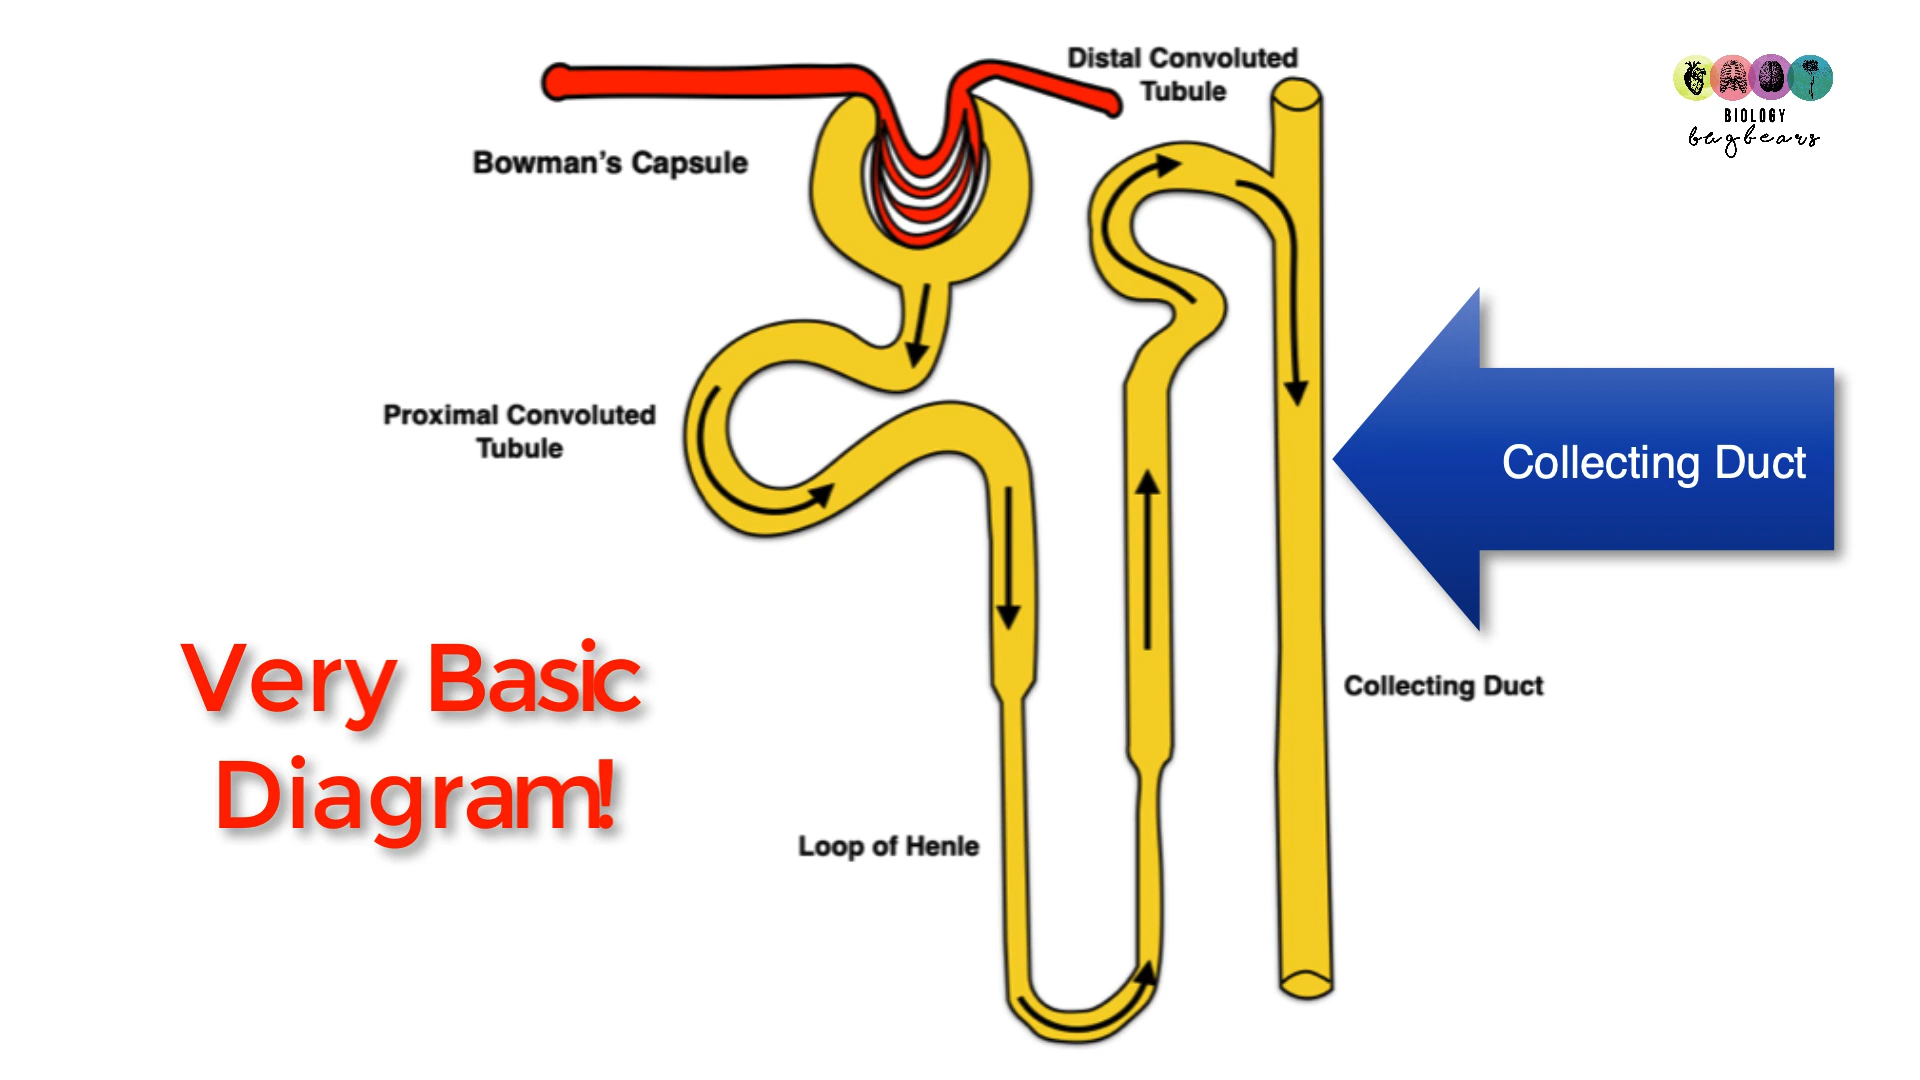 Distal Convoluted
Tubule
BIOLOGY
bugbears
Bowman's Capsule
Proximal Convoluted
Tubule
Collecting Duct
Very Basic
Diagram!
Collecting Duct
Loop of Henle